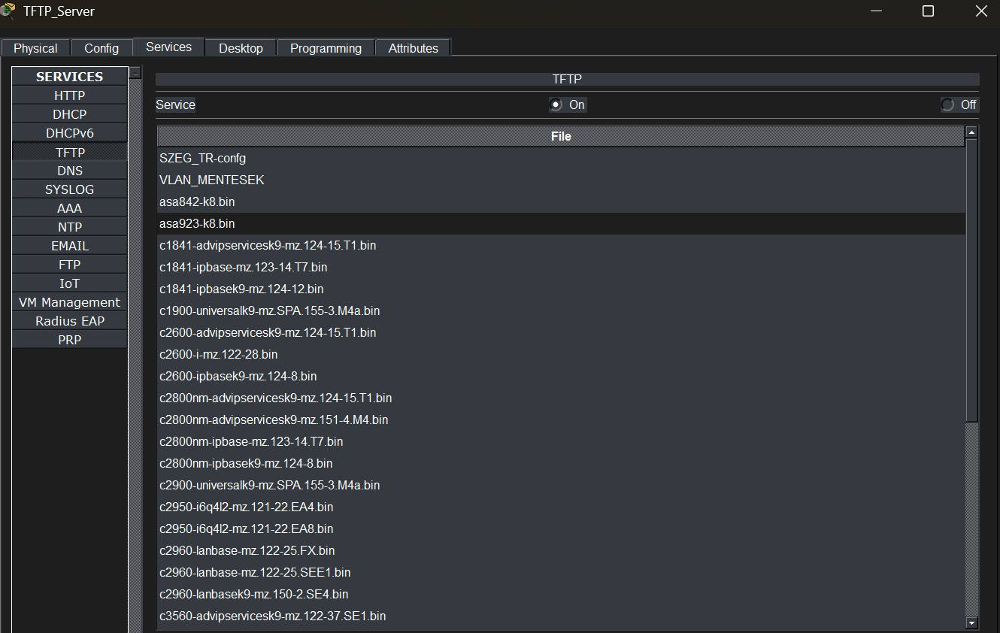 TFTP_Server
Physical Config Services Desktop Programming Attributes
SERVICES
HTTP
DHCP
DHCPv6
TFTP
DNS
SYSLOG
AAA
NTP
EMAIL
FTP
IoT
VM Management
Radius EAP
PRP
TFTP
Service On Off
File
SZEG_TR-confg
VLAN_MENTESEK
asa842-k8.bin
asa923-k8.bin
c1841-advipservicesk9-mz.124-15.T1.bin
c1841-ipbase-mz.123-14.T7.bin
c1841-ipbasek9-mz.124-12.bin
c1900-universalk9-mz.SPA.155-3.M4a.bin
c2600-advipservicesk9-mz.124-15.T1.bin
c2600-i-mz.122-28.bin
c2600-ipbasek9-mz.124-8.bin
c2800nm-advipservicesk9-mz.124-15.T1.bin
c2800nm-advipservicesk9-mz.151-4.M4.bin
c2800nm-ipbase-mz.123-14.T7.bin
c2800nm-ipbasek9-mz.124-8.bin
c2900-universalk9-mz.SPA.155-3.M4a.bin
c2950-i6q4l2-mz.121-22.EA4.bin
c2950-i6q4l2-mz.121-22.EA8.bin
c2960-lanbase-mz.122-25.FX.bin
c2960-lanbase-mz.122-25.SEE1.bin
c2960-lanbasek9-mz.150-2.SE4.bin
c3560-advipservicesk9-mz.122-37.SE1.bin